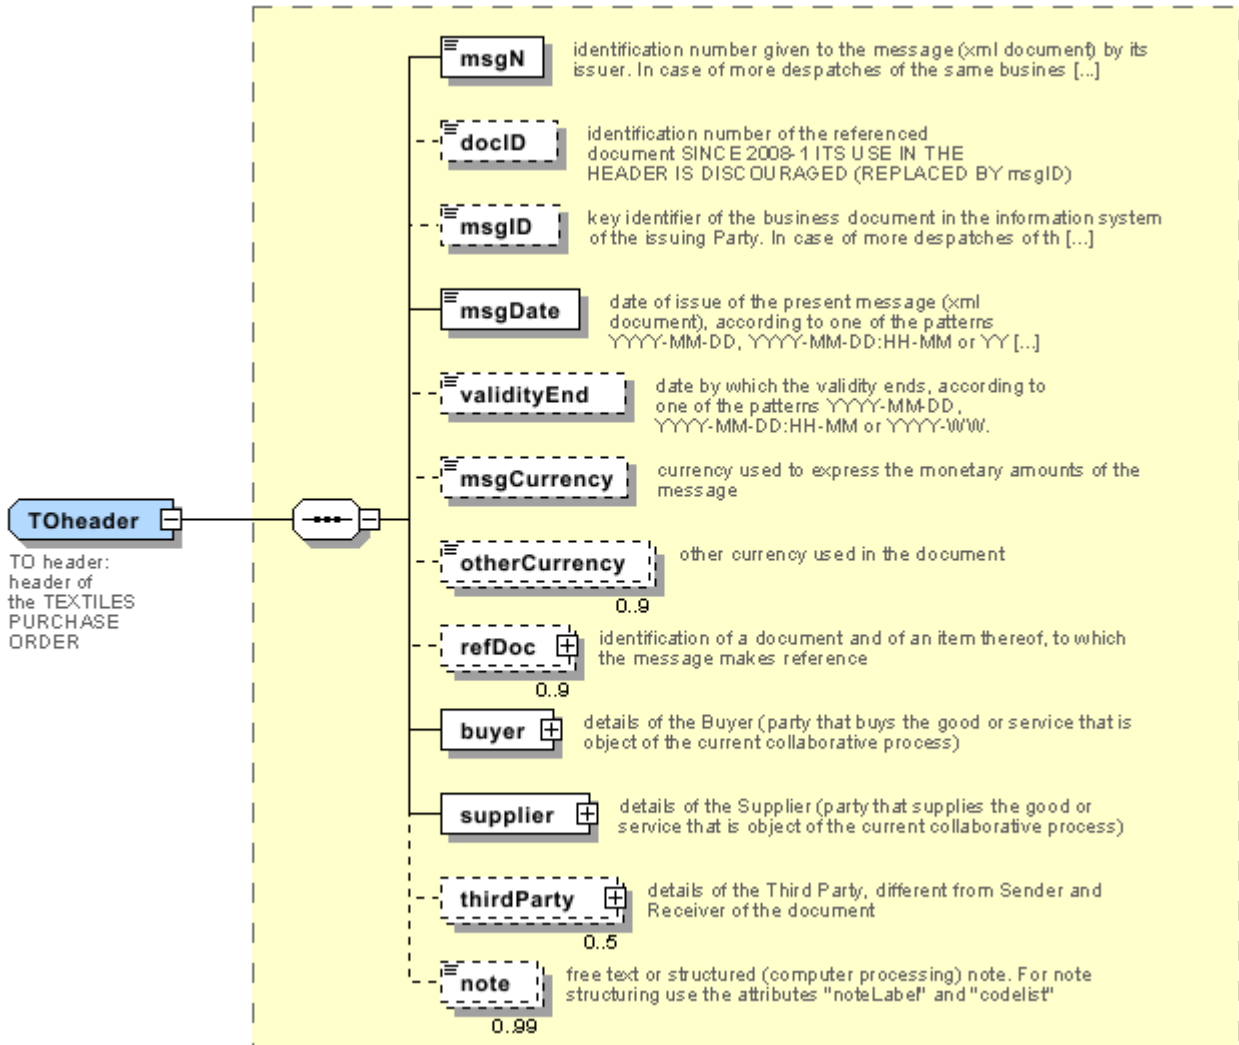 msgN
identification number given to the message (xml document) by its
issuer. In case of more despatches of the same busines [...]
docID
identification number of the referenced
document SINCE 2008-1 ITS USE IN THE
HEADER IS DISCOURAGED (REPLACED BY msgID)
msgID
key identifier of the business document in the information system
of the issuing Party. In case of more despatches of th [...]
msgDate
date of issue of the present message (xml
document), according to one of the patterns
YYYY-MM-DD, YYYY-MM-DD:HH-MM or YY [...]
validityEnd
date by which the validity ends, according to
one of the patterns YYYY-MM-DD,
YYYY-MM-DD:HH-MM or YYYY-WW.
msgCurrency
currency used to express the monetary amounts of the
message
TOheader
TO header:
header of
the TEXTILES
PURCHASE
ORDER
otherCurrency
other currency used in the document
0..9
refDoc
identification of a document and of an item thereof, to which
the message makes reference
0..9
buyer
details of the Buyer (party that buys the good or service that is
object of the current collaborative process)
supplier
details of the Supplier (party that supplies the good or
service that is object of the current collaborative process)
thirdParty
details of the Third Party, different from Sender and
Receiver of the document
0..5
note
free text or structured (computer processing) note. For note
structuring use the attributes "noteLabel" and "codelist"
0..99